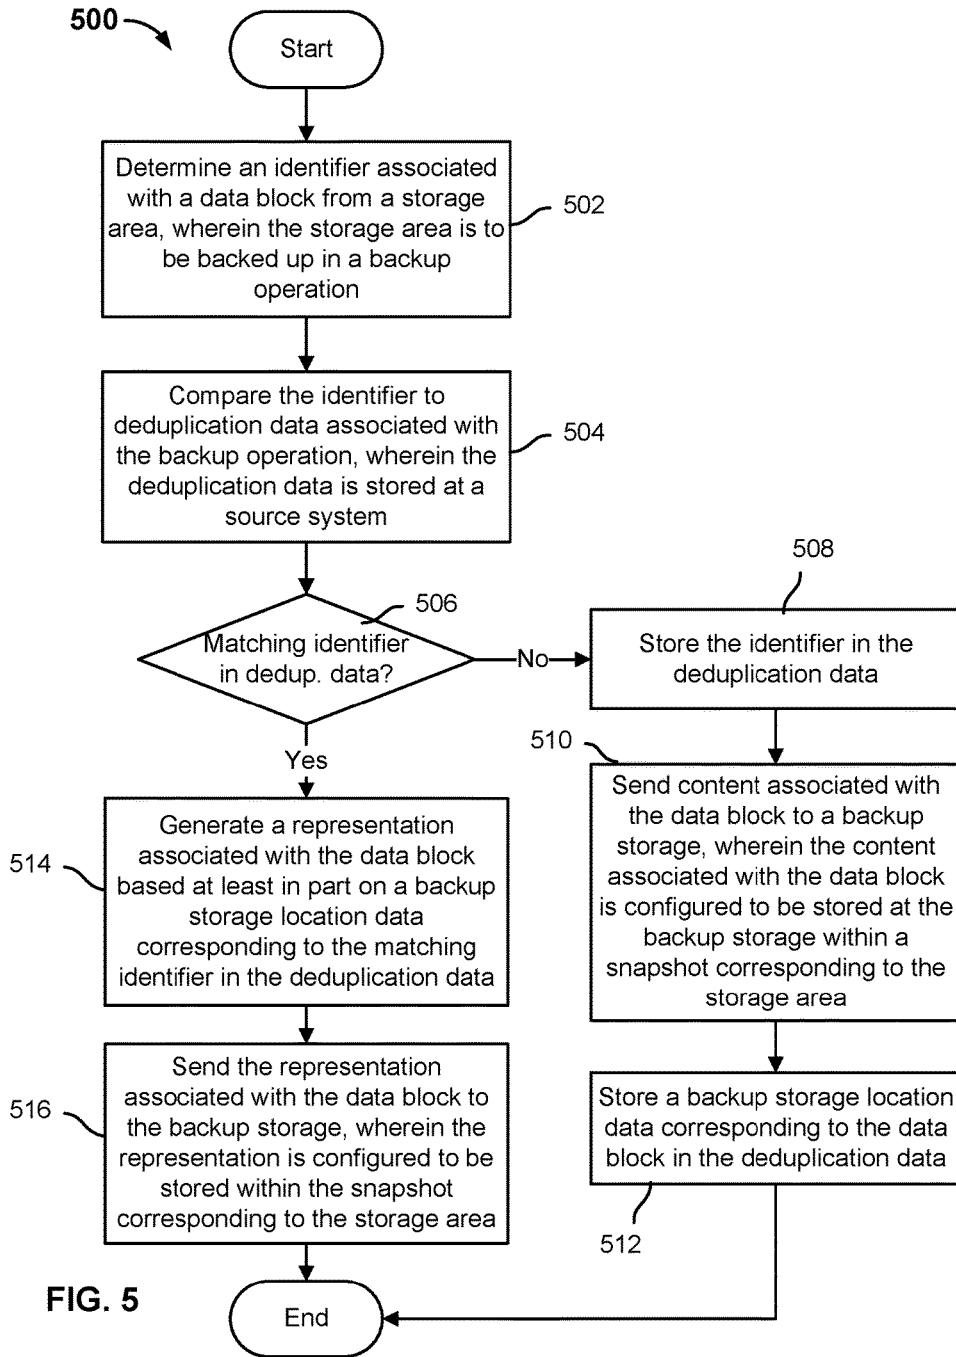 500
Start
Determine an identifier associated
with a data block from a storage
area, wherein the storage area is to
be backed up in a backup
operation
502
Compare the identifier to
deduplication data associated with
the backup operation, wherein the
deduplication data is stored at a
source system
504
506
Matching identifier
in dedup. data?
No
508
Store the identifier in the
deduplication data
Yes
510
Send content associated with
the data block to a backup
storage, wherein the content
associated with the data block
is configured to be stored at the
backup storage within a
snapshot corresponding to the
storage area
514
Generate a representation
associated with the data block
based at least in part on a backup
storage location data
corresponding to the matching
identifier in the deduplication data
516
Send the representation
associated with the data block to
the backup storage, wherein the
representation is configured to be
stored within the snapshot
corresponding to the storage area
Store a backup storage location
data corresponding to the data
block in the deduplication data
512
FIG. 5
End